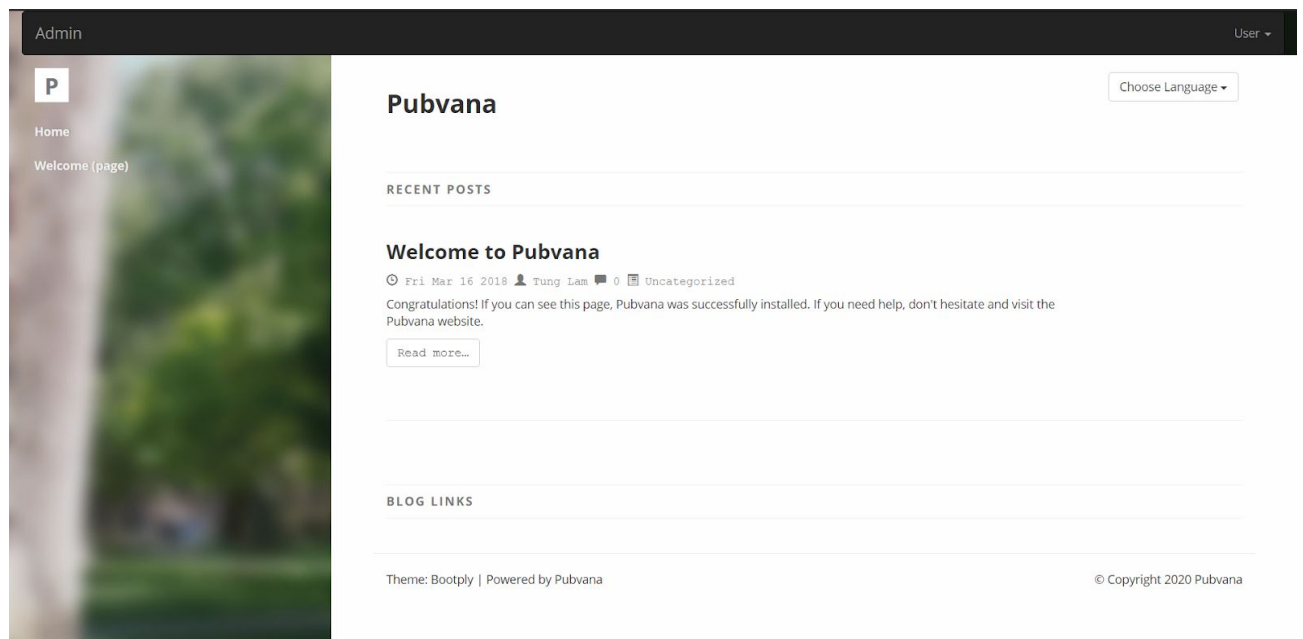 Admin
User
P
Home
Welcome (page)
Pubvana
Choose Language
RECENT POSTS
Welcome to Pubvana
Fri Mar 16 2018 Tung Lam 0 Uncategorized
Congratulations! If you can see this page, Pubvana was successfully installed. If you need help, don't hesitate and visit the
Pubvana website.
Read more…
BLOG LINKS
Theme: Bootply | Powered by Pubvana
© Copyright 2020 Pubvana